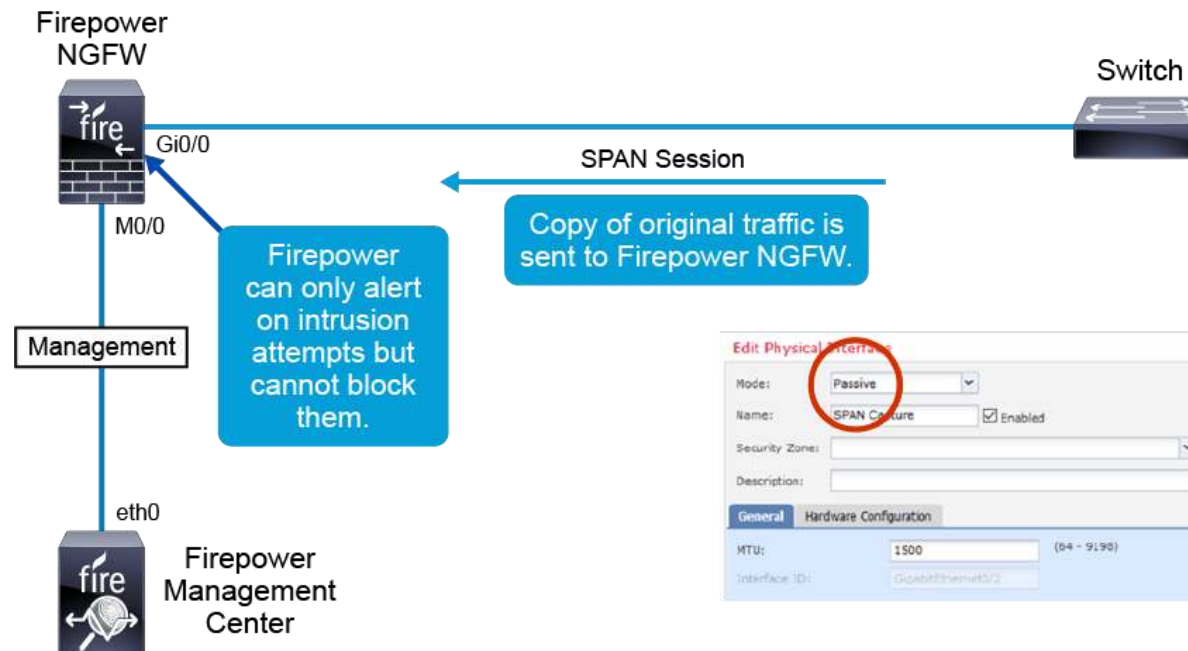 Firepower
NGFW
Switch
fire
Gi0/0
SPAN Session
M0/0
Copy of original traffic is
sent to Firepower NGFW.
Firepower
can only alert
on intrusion
attempts but
cannot block
them.
Management
Edit Physical Interface
Mode: Passive
Name: SPAN Capture Enabled
Security Zone:
Description:
General Hardware Configuration
MTU: 1500 (64 - 9198)
Interface ID: GigabitEthernet0/2
eth0
fire
Firepower
Management
Center